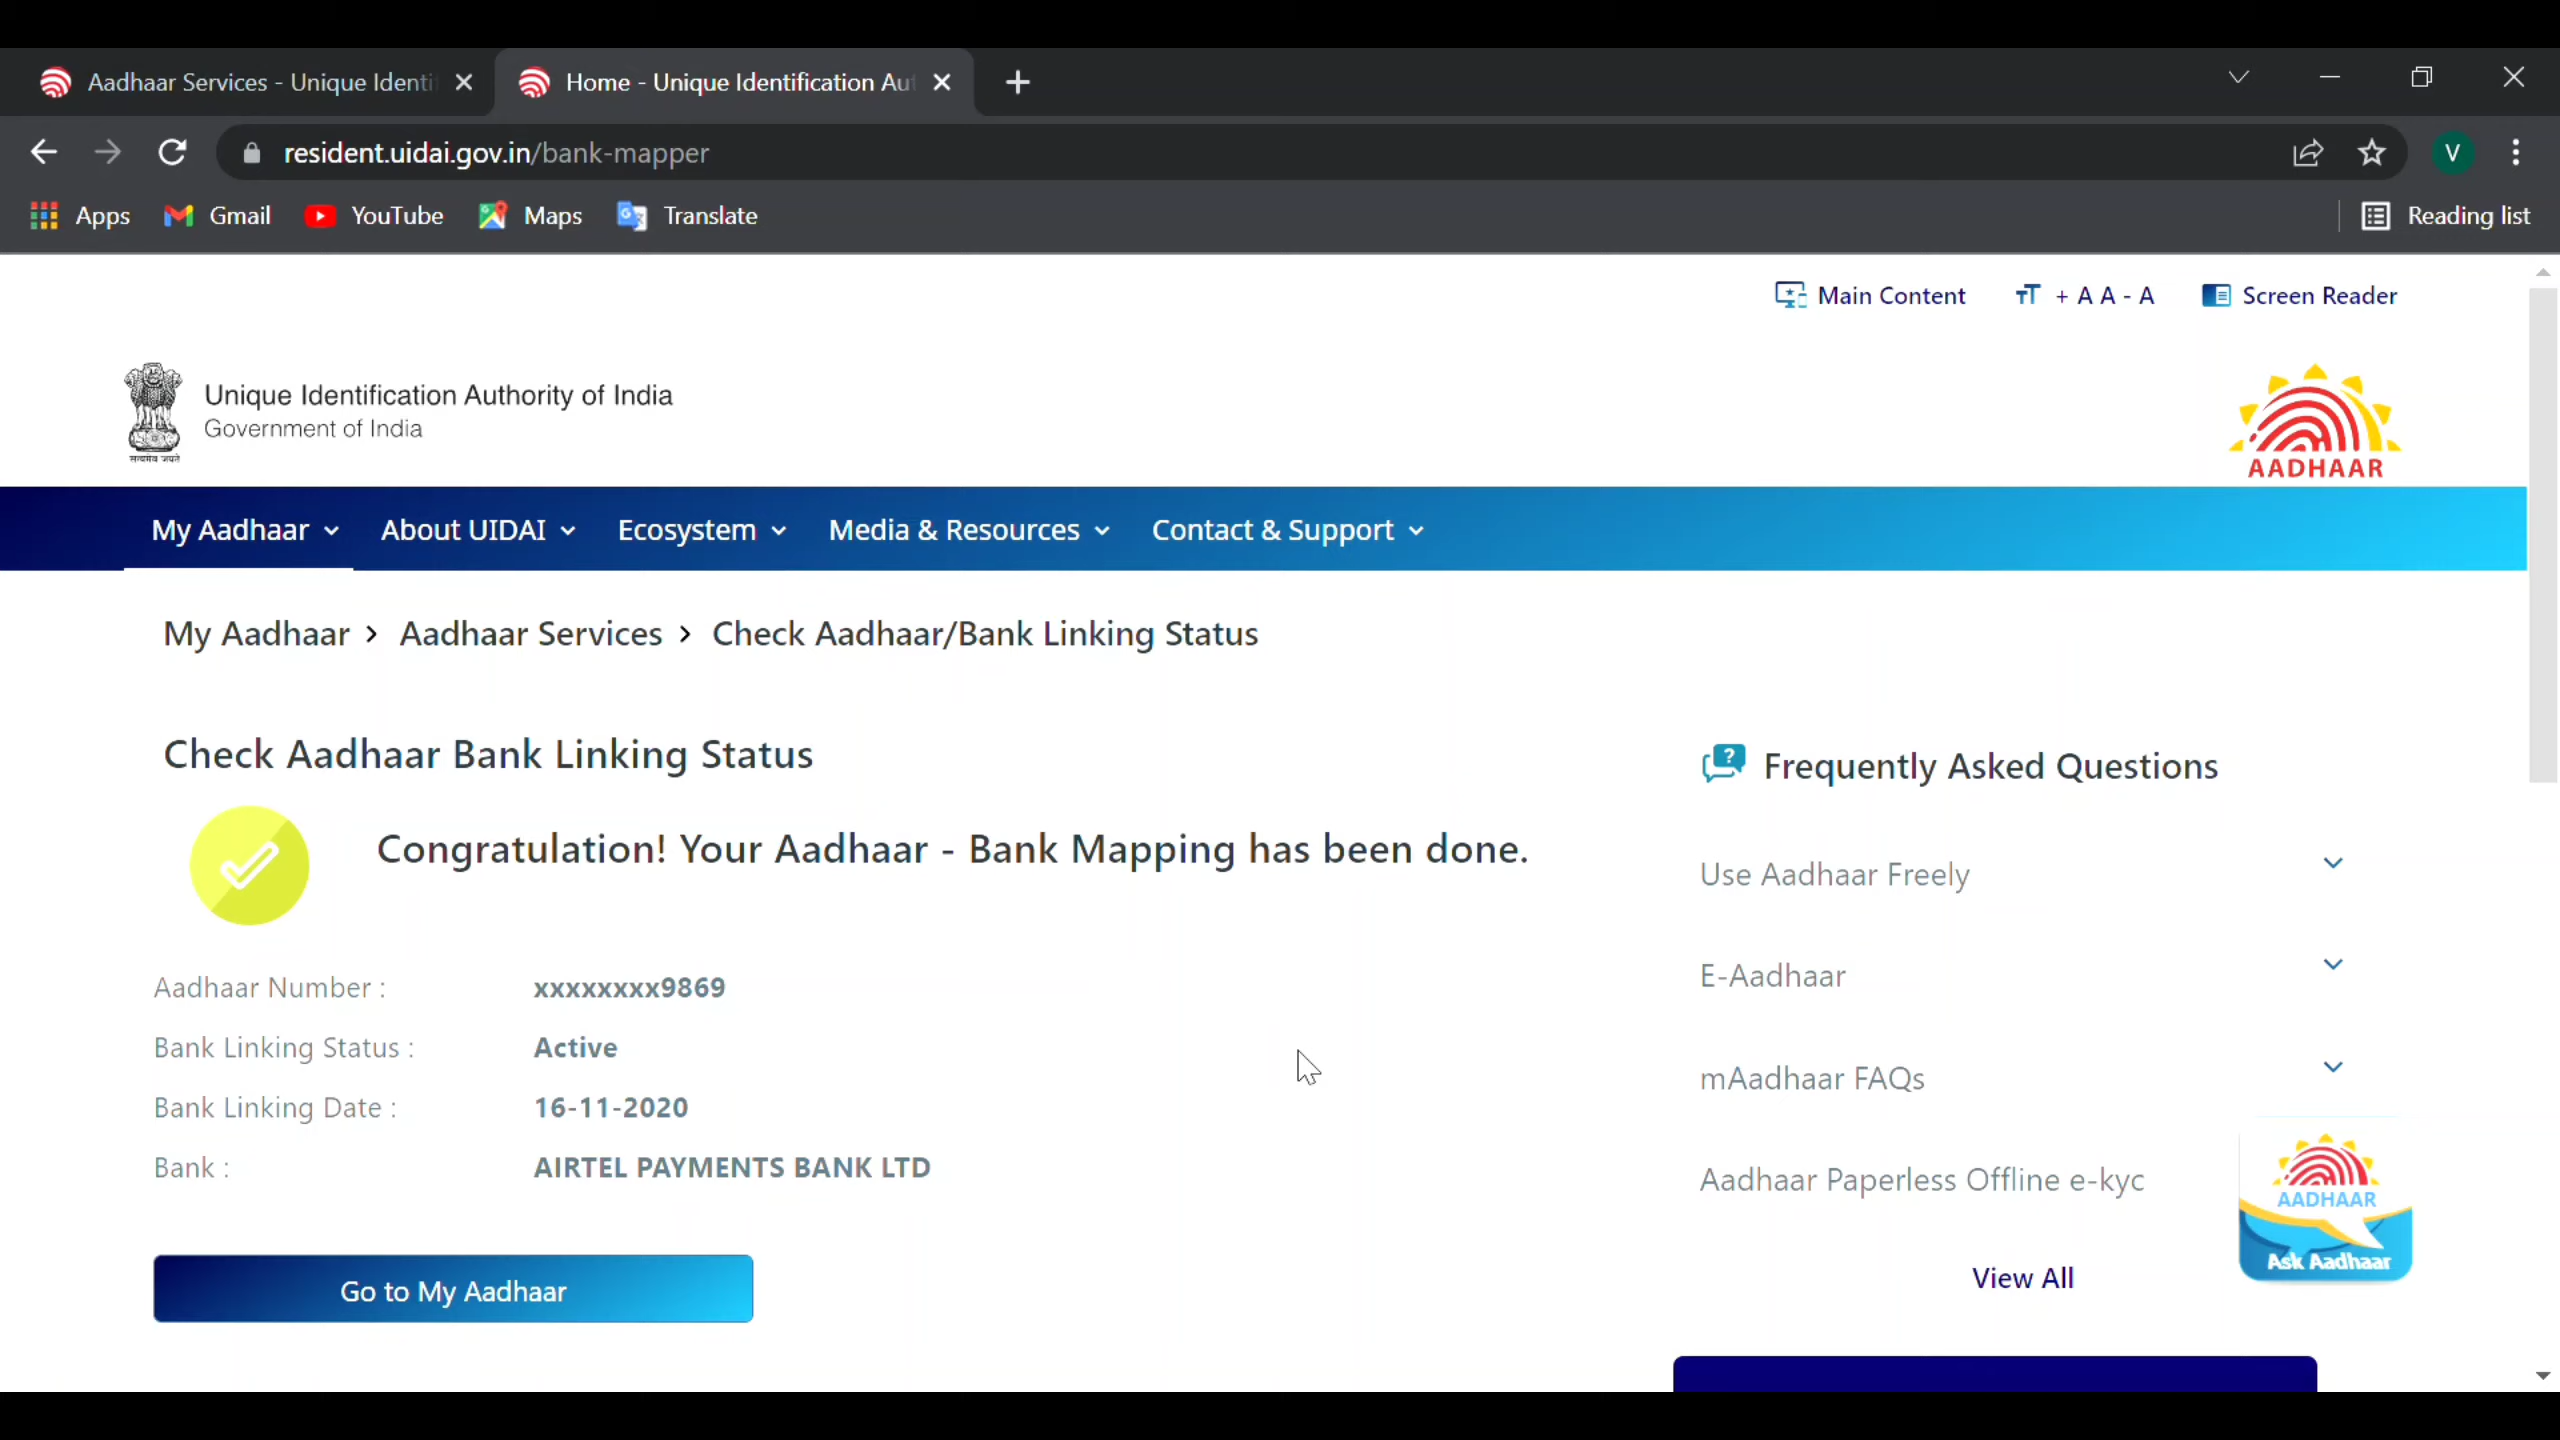 Aadhaar Services - Unique Identi
Home - Unique Identification Aut
resident.uidai.gov.in/bank-mapper
V
Apps
Gmail
YouTube
Maps
Translate
Reading list
Main Content
+ A A - A
Screen Reader
सत्यमेव जयते
Unique Identification Authority of India
Government of India
AADHAAR
My Aadhaar
About UIDAI
Ecosystem
Media & Resources
Contact & Support
My Aadhaar > Aadhaar Services > Check Aadhaar/Bank Linking Status
Check Aadhaar Bank Linking Status
Congratulation! Your Aadhaar - Bank Mapping has been done.
Aadhaar Number : xxxxxxxx9869
Bank Linking Status : Active
Bank Linking Date : 16-11-2020
Bank : AIRTEL PAYMENTS BANK LTD
Go to My Aadhaar
Frequently Asked Questions
Use Aadhaar Freely
E-Aadhaar
mAadhaar FAQs
Aadhaar Paperless Offline e-kyc
View All
AADHAAR
Ask Aadhaar